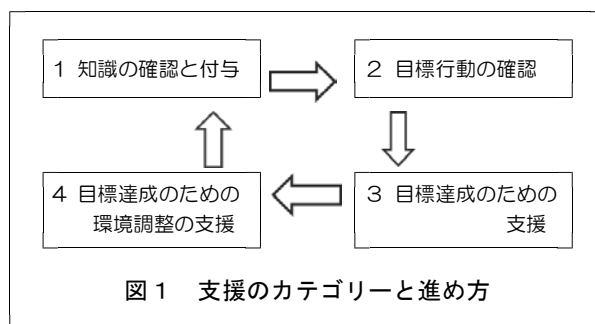 1 知識の確認と付与
2 目標行動の確認
4 目標達成のための
環境調整の支援
3 目標達成のための
支援
図1 支援のカテゴリーと進め方